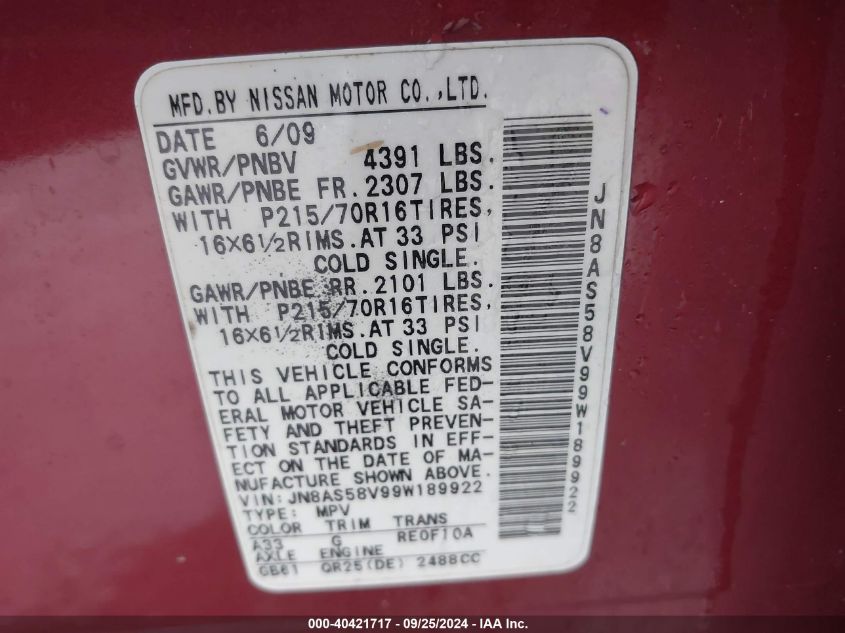 MFD.BY NISSAN MOTOR CO.,LTD.
DATE 6/09
GVWR/PNBV 4391 LBS.
GAWR/PNBE FR.2307 LBS.
WITH P215/70R16TIRES,
16X6½RIMS.AT 33 PSI
COLD SINGLE.
GAWR/PNBE RR.2101 LBS.
WITH P215/70R16TIRES,
16X6½RIMS.AT 33 PSI
COLD SINGLE.
THIS VEHICLE CONFORMS
TO ALL APPLICABLE FED-
ERAL MOTOR VEHICLE SA-
FETY AND THEFT PREVEN-
TION STANDARDS IN EFF-
ECT ON THE DATE OF MA-
NUFACTURE SHOWN ABOVE.
VIN:JN8AS58V99W189922
TYPE: MPV
COLOR TRIM TRANS
A33 G RE0F10A
AXLE ENGINE
GB61 QR25(DE) 2488CC
JN8AS58V99W189922
000-40421717 - 09/25/2024 - IAA Inc.